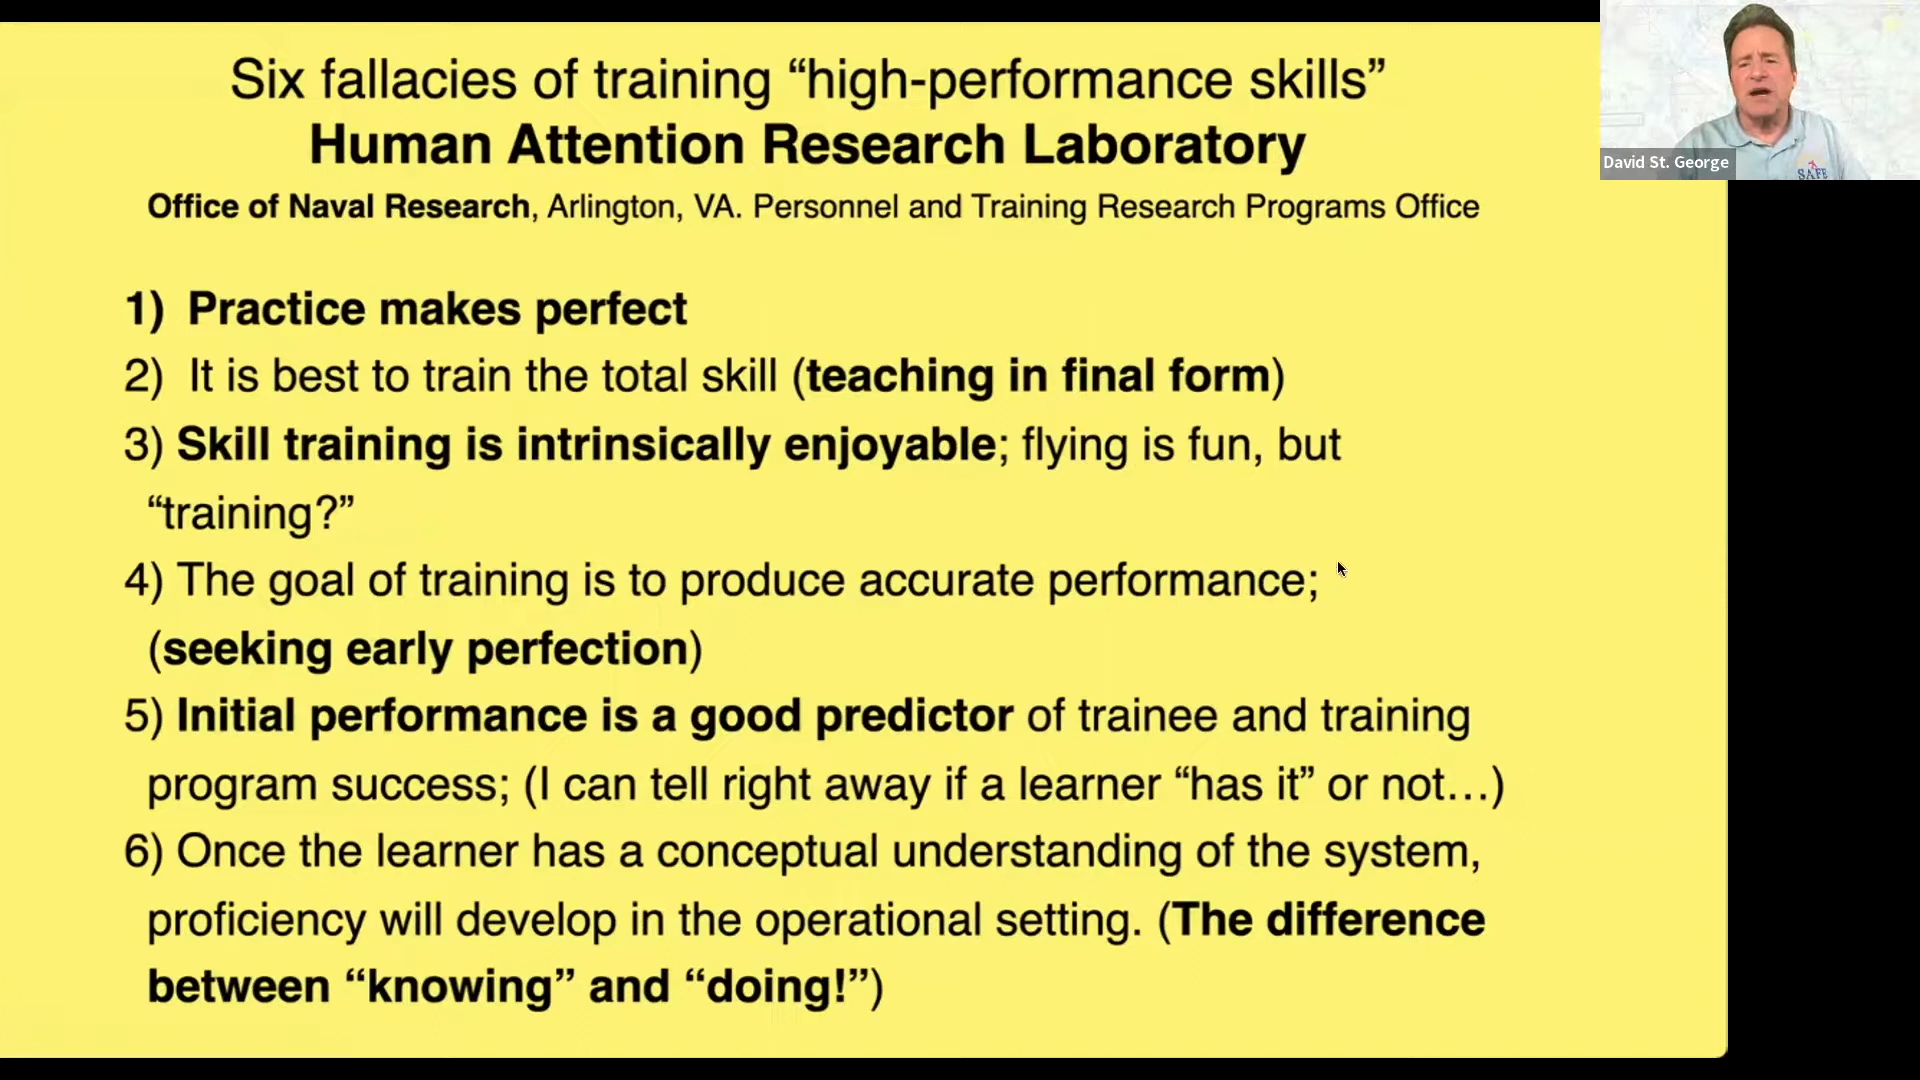 Six fallacies of training “high-performance skills”
Human Attention Research Laboratory
Office of Naval Research, Arlington, VA. Personnel and Training Research Programs Office
1) Practice makes perfect
2) It is best to train the total skill (teaching in final form)
3) Skill training is intrinsically enjoyable; flying is fun, but
“training?”
4) The goal of training is to produce accurate performance;
(seeking early perfection)
5) Initial performance is a good predictor of trainee and training
program success; (I can tell right away if a learner “has it” or not…)
6) Once the learner has a conceptual understanding of the system,
proficiency will develop in the operational setting. (The difference
between “knowing” and “doing!”)
David St. George
SAFE